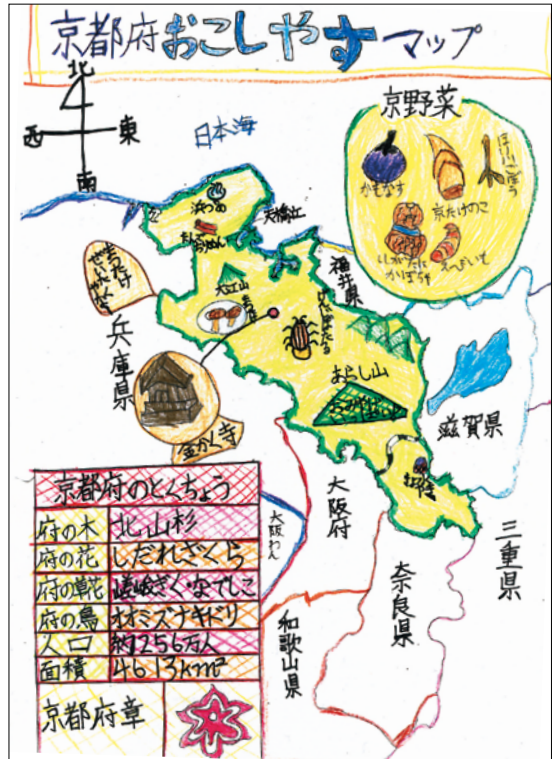 京都府おこしやすマップ
北
西 東
南
日本海
京野菜
かもなす
京たけのこ
ほりかわごぼう
ししがたに
かぼちゃ
えびいも
天橋立
大江山
福井県
兵庫県
金かく寺
あらし山
滋賀県
大阪府
大阪わん
奈良県
三重県
和歌山県
京都府のとくちょう
府の木 北山杉
府の花 しだれざくら
府の草花 嵯峨ぎく・なでしこ
府の鳥 オオミズナキドリ
人口 約256万人
面積 4613km²
京都府章